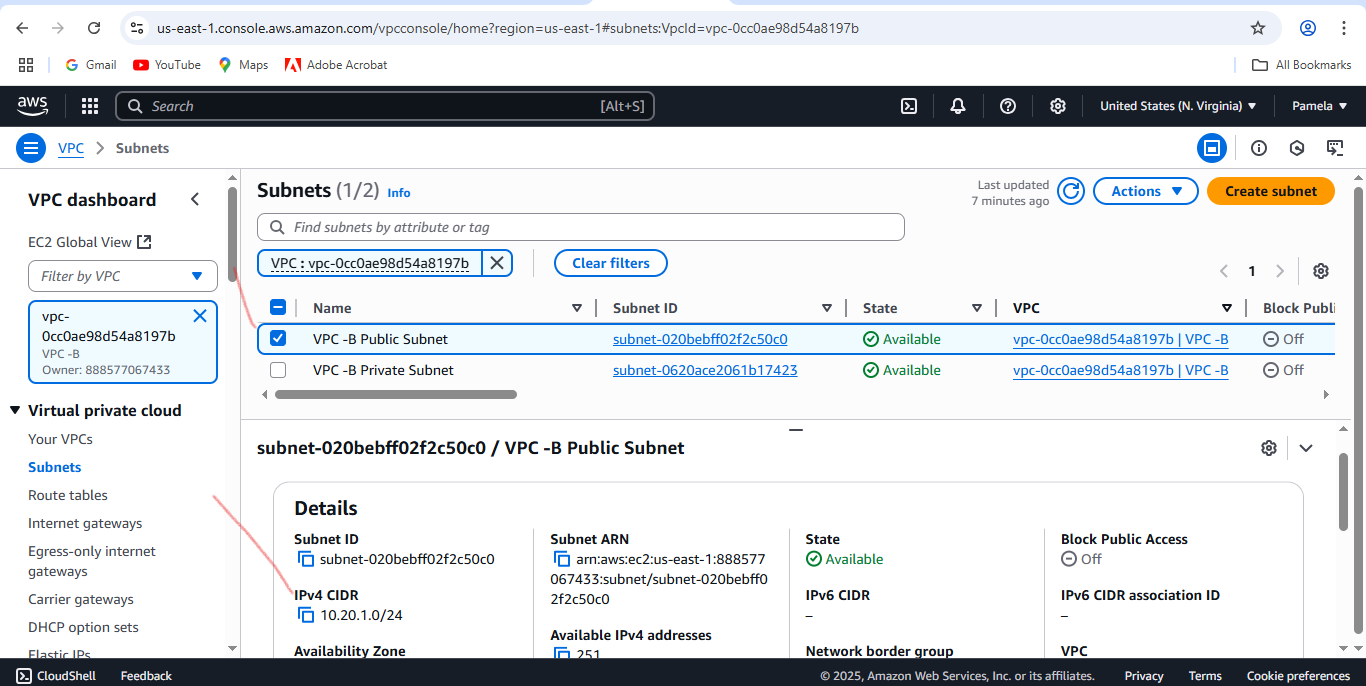 us-east-1.console.aws.amazon.com/vpcconsole/home?region=us-east-1#subnets:VpcId=vpc-0cc0ae98d54a8197b
Gmail YouTube Maps Adobe Acrobat All Bookmarks
aws Search [Alt+S] United States (N. Virginia) Pamela
VPC Subnets
VPC dashboard
EC2 Global View
Filter by VPC
vpc-
0cc0ae98d54a8197b
VPC -B
Owner: 888577067433
Virtual private cloud
Your VPCs
Subnets
Route tables
Internet gateways
Egress-only internet
gateways
Carrier gateways
DHCP option sets
Elastic IPs
Subnets (1/2) Info
Last updated
7 minutes ago
Actions
Create subnet
Find subnets by attribute or tag
VPC : vpc-0cc0ae98d54a8197b
Clear filters
1
Name Subnet ID State VPC Block Publi
VPC -B Public Subnet subnet-020bebff02f2c50c0 Available vpc-0cc0ae98d54a8197b | VPC -B Off
VPC -B Private Subnet subnet-0620ace2061b17423 Available vpc-0cc0ae98d54a8197b | VPC -B Off
subnet-020bebff02f2c50c0 / VPC -B Public Subnet
Details
Subnet ID
subnet-020bebff02f2c50c0
IPv4 CIDR
10.20.1.0/24
Availability Zone
Subnet ARN
arn:aws:ec2:us-east-1:888577
067433:subnet/subnet-020bebff0
2f2c50c0
Available IPv4 addresses
251
State
Available
IPv6 CIDR
–
Network border group
Block Public Access
Off
IPv6 CIDR association ID
–
VPC
CloudShell Feedback © 2025, Amazon Web Services, Inc. or its affiliates. Privacy Terms Cookie preferences